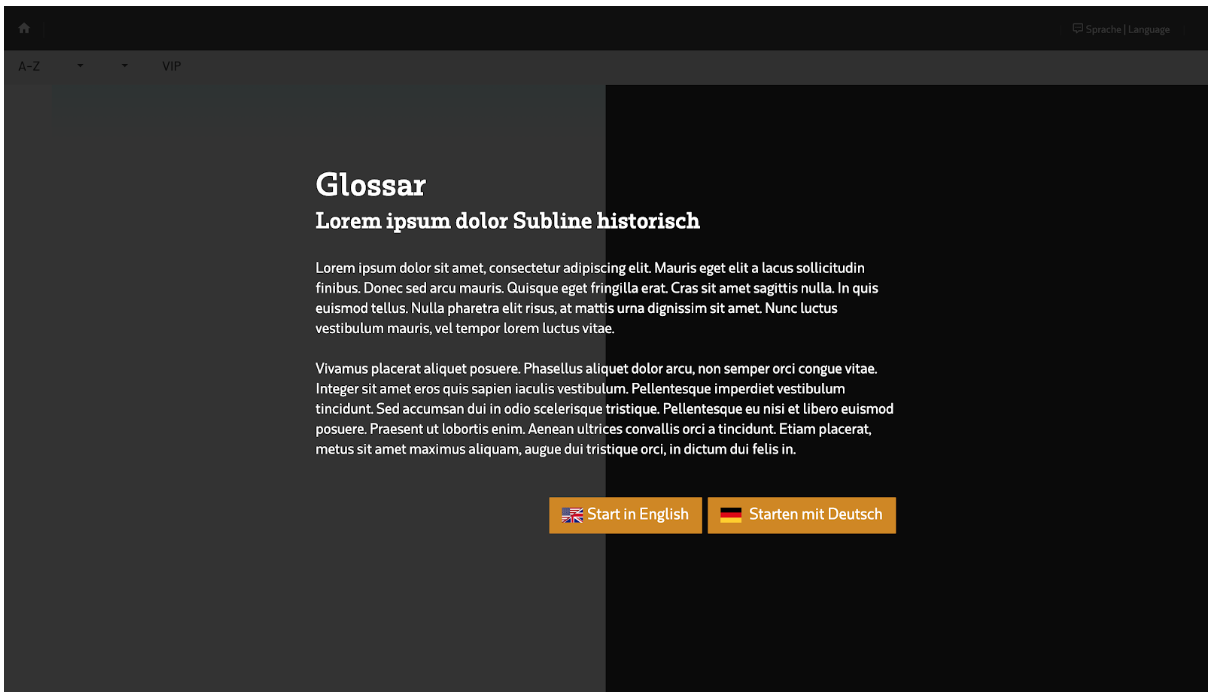 Sprache | Language
A-Z VIP
Glossar
Lorem ipsum dolor Subline historisch
Lorem ipsum dolor sit amet, consectetur adipiscing elit. Mauris eget elit a lacus sollicitudin
finibus. Donec sed arcu mauris. Quisque eget fringilla erat. Cras sit amet sagittis nulla. In quis
euismod tellus. Nulla pharetra elit risus, at mattis urna dignissim sit amet. Nunc luctus
vestibulum mauris, vel tempor lorem luctus vitae.
Vivamus placerat aliquet posuere. Phasellus aliquet dolor arcu, non semper orci congue vitae.
Integer sit amet eros quis sapien iaculis vestibulum. Pellentesque imperdiet vestibulum
tincidunt. Sed accumsan dui in odio scelerisque tristique. Pellentesque eu nisi et libero euismod
posuere. Praesent ut lobortis enim. Aenean ultrices convallis orci a tincidunt. Etiam placerat,
metus sit amet maximus aliquam, augue dui tristique orci, in dictum dui felis in.
Start in English Starten mit Deutsch